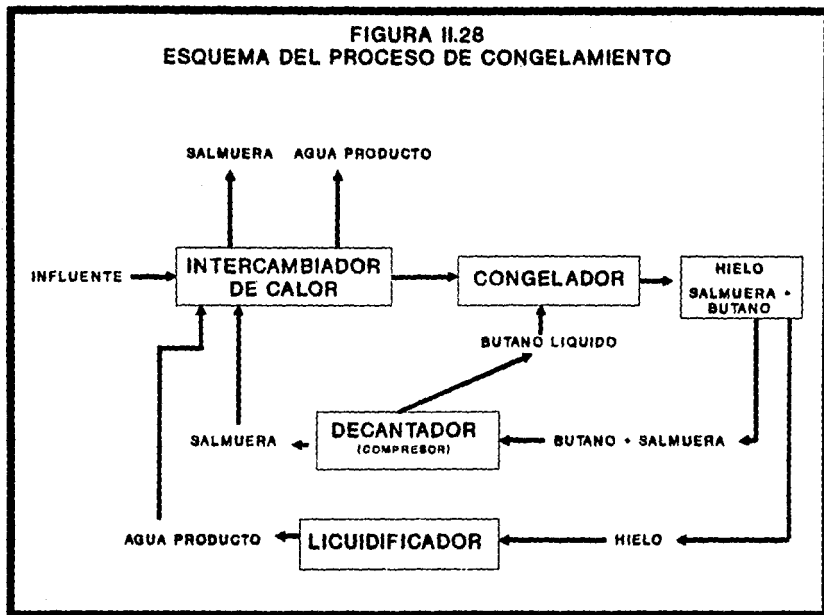 FIGURA II.28
ESQUEMA DEL PROCESO DE CONGELAMIENTO
SALMUERA
AGUA PRODUCTO
INFLUENTE
INTERCAMBIADOR
DE CALOR
CONGELADOR
HIELO
SALMUERA +
BUTANO
BUTANO LIQUIDO
SALMUERA
DECANTADOR
(COMPRESOR)
BUTANO + SALMUERA
AGUA PRODUCTO
LICUIDIFICADOR
HIELO